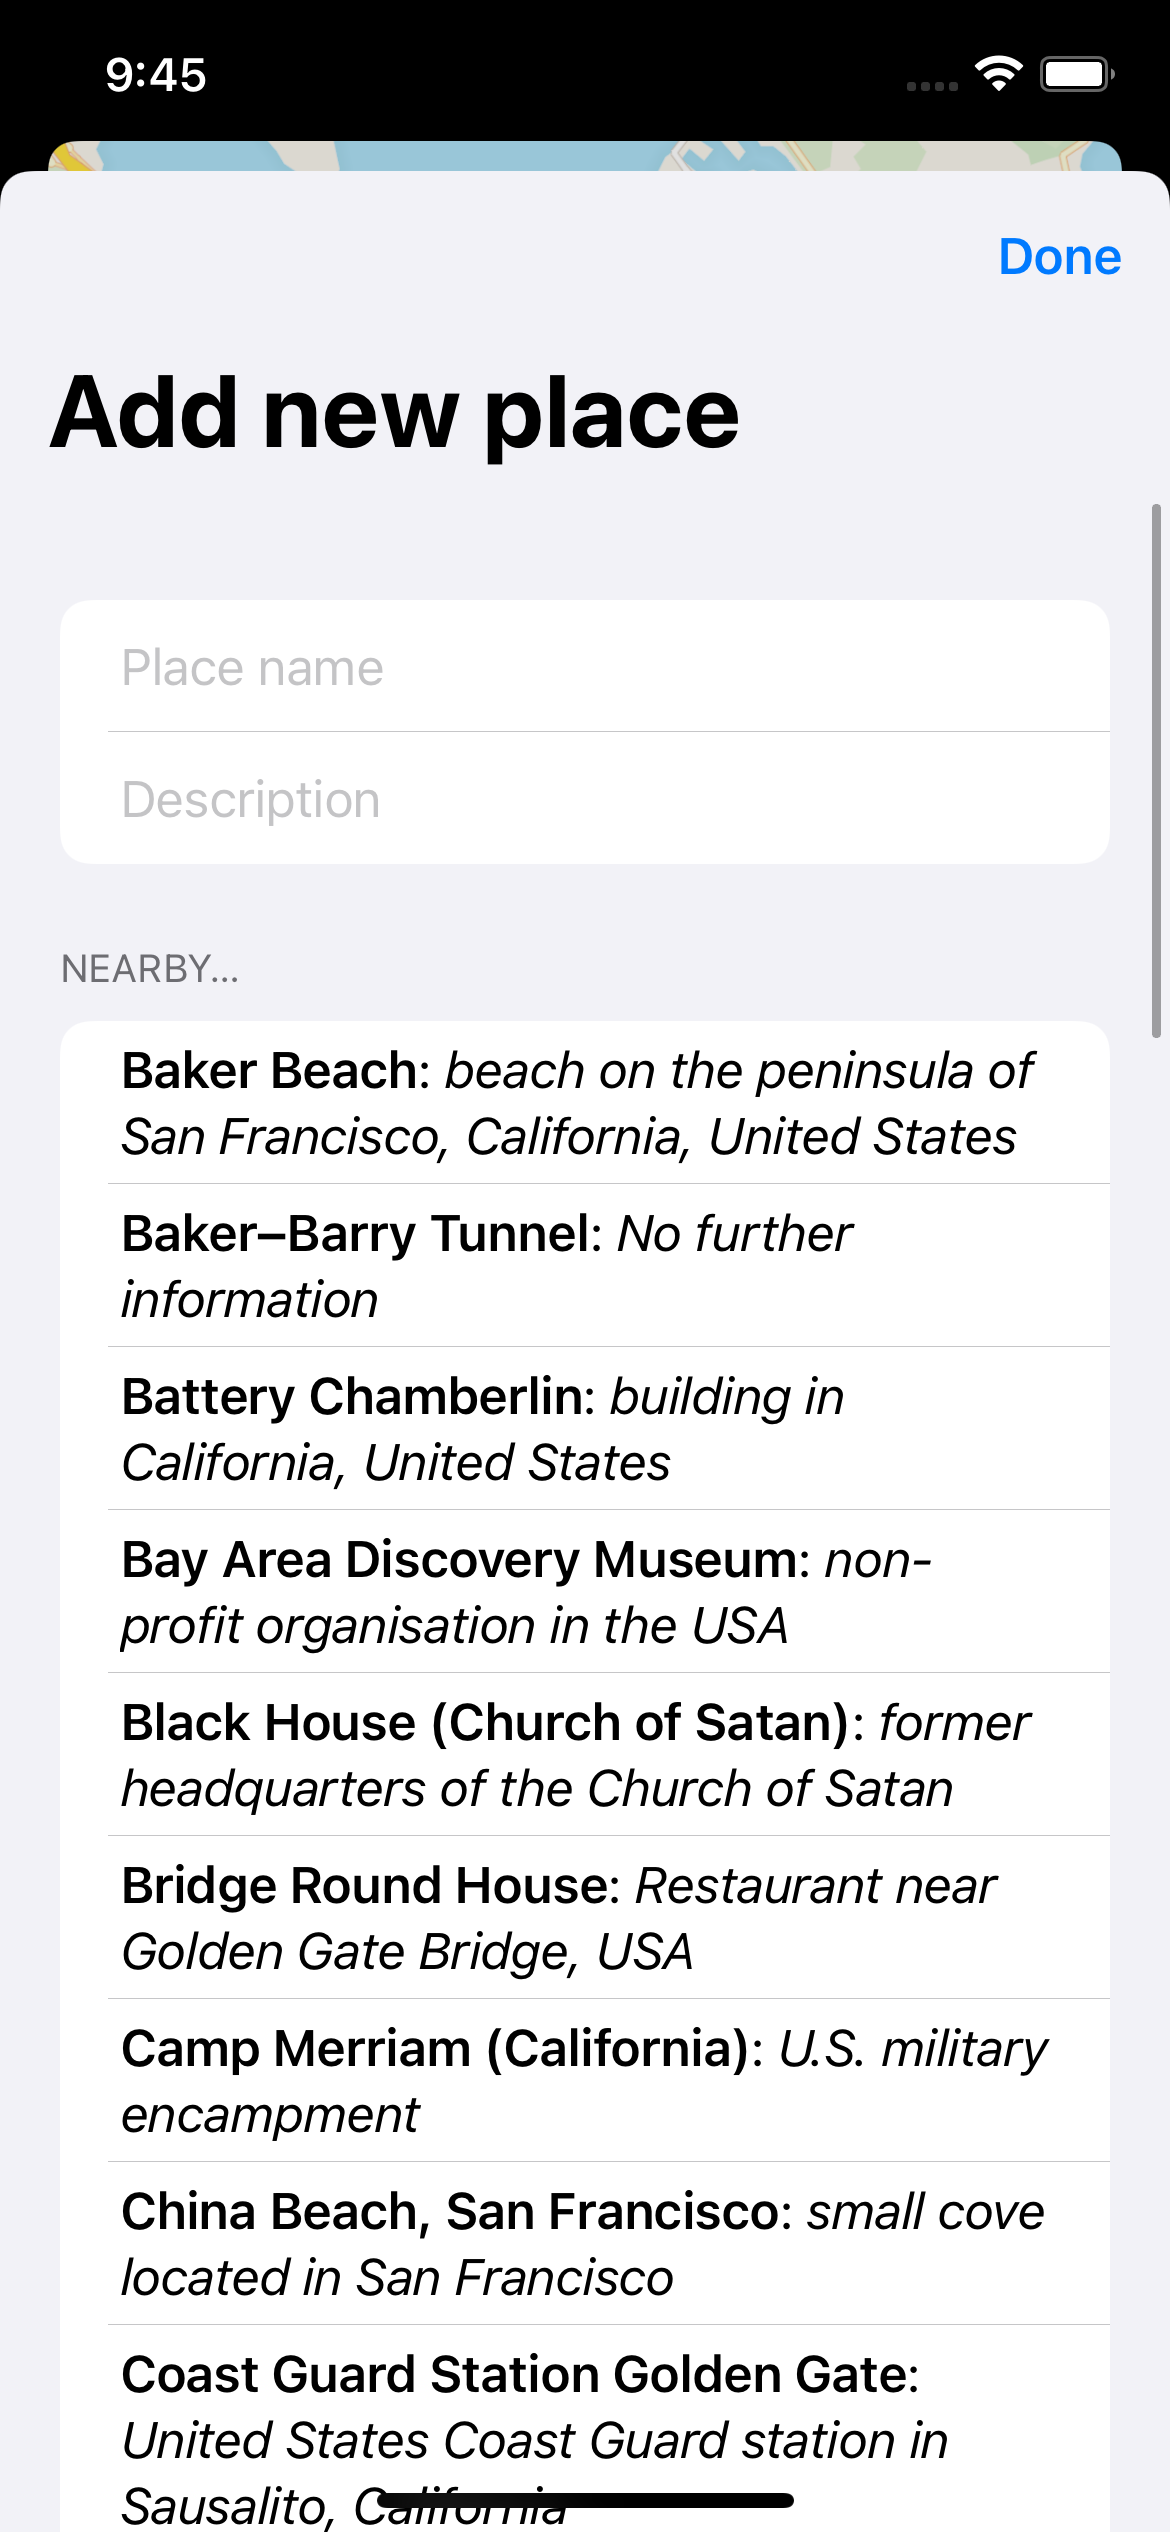 9:45
Done
Add new place
Place name
Description
NEARBY...
Baker Beach: beach on the peninsula of
San Francisco, California, United States
Baker–Barry Tunnel: No further
information
Battery Chamberlin: building in
California, United States
Bay Area Discovery Museum: non-
profit organisation in the USA
Black House (Church of Satan): former
headquarters of the Church of Satan
Bridge Round House: Restaurant near
Golden Gate Bridge, USA
Camp Merriam (California): U.S. military
encampment
China Beach, San Francisco: small cove
located in San Francisco
Coast Guard Station Golden Gate:
United States Coast Guard station in
Sausalito, California